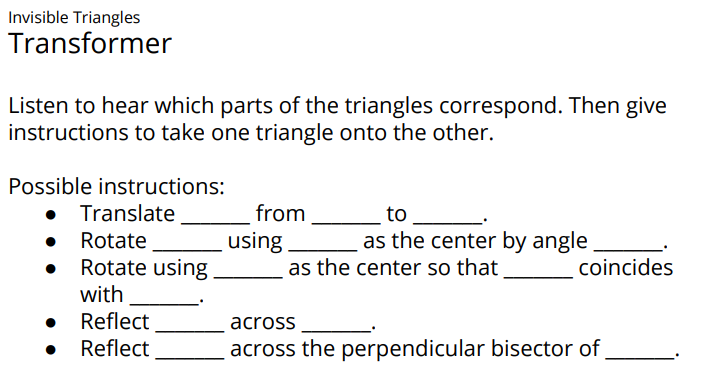 Invisible Triangles
Transformer
Listen to hear which parts of the triangles correspond. Then give
instructions to take one triangle onto the other.
Possible instructions:
● Translate ______ from ______ to ______.
● Rotate ______ using ______ as the center by angle ______.
● Rotate using ______ as the center so that ______ coincides
with ______.
● Reflect ______ across ______.
● Reflect ______ across the perpendicular bisector of ______.